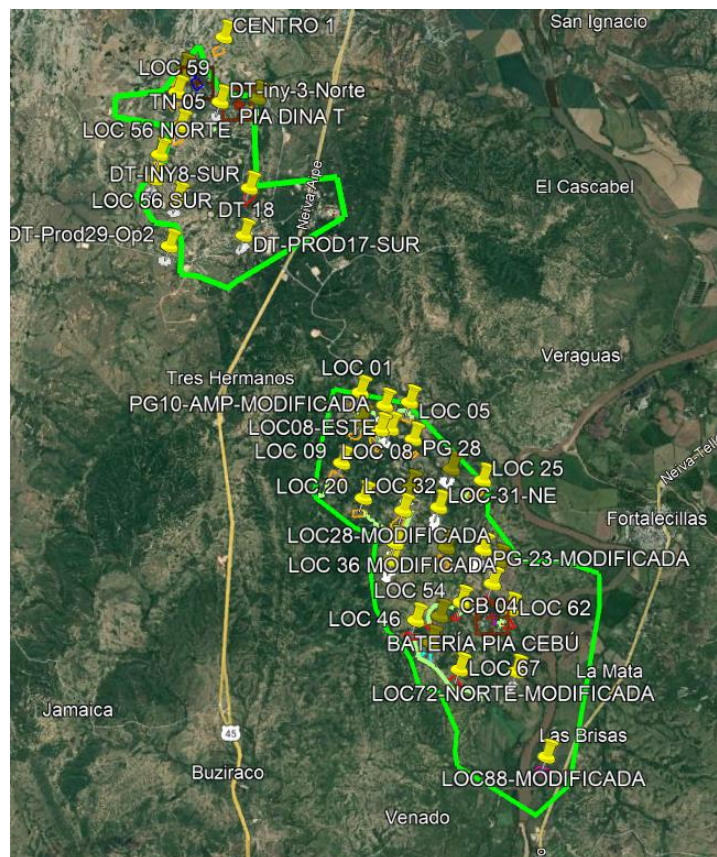 CENTRO 1
San Ignacio
LOC 59
DT-iny-3-Norte
TN 05
PIA DINA T
LOC 56 NORTE
DT-INY8-SUR
El Cascabel
LOC 56 SUR
DT 18
Neiva-Aipe
DT-Prod29-Op2
DT-PROD17-SUR
Veraguas
LOC 01
Tres Hermanos
PG10-AMP-MODIFICADA
LOC 05
LOC08-ESTE
PG 28
LOC 09
LOC 08
LOC 25
Neiva-Tell
LOC 20
LOC 32
LOC-31-NE
Fortalecillas
LOC28-MODIFICADA
PG-23-MODIFICADA
LOC 36 MODIFICADA
LOC 54
CB 04
LOC 62
LOC 46
BATERÍA PIA CEBÚ
LOC 67
La Mata
LOC72-NORTE-MODIFICADA
Jamaica
45
Las Brisas
Buziraco
LOC88-MODIFICADA
Venado